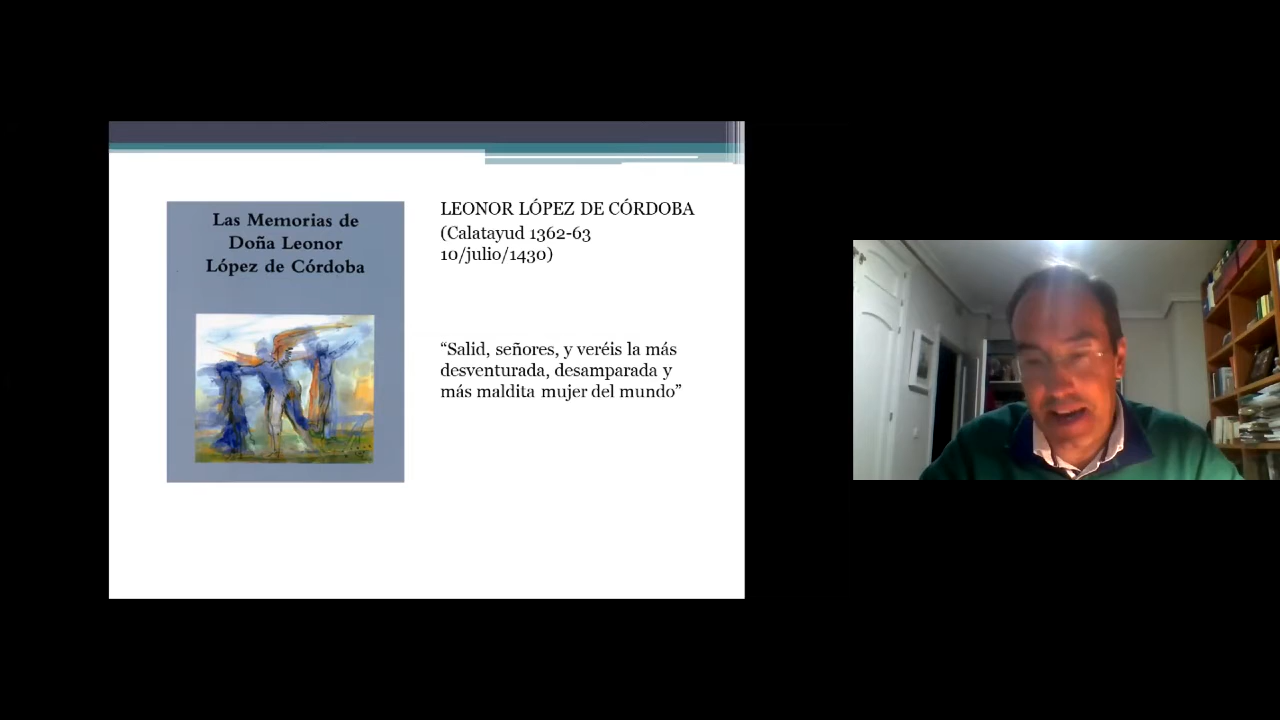 Las Memorias de
Doña Leonor
López de Córdoba
LEONOR LÓPEZ DE CÓRDOBA
(Calatayud 1362-63
10/julio/1430)
“Salid, señores, y veréis la más
desventurada, desamparada y
más maldita mujer del mundo”